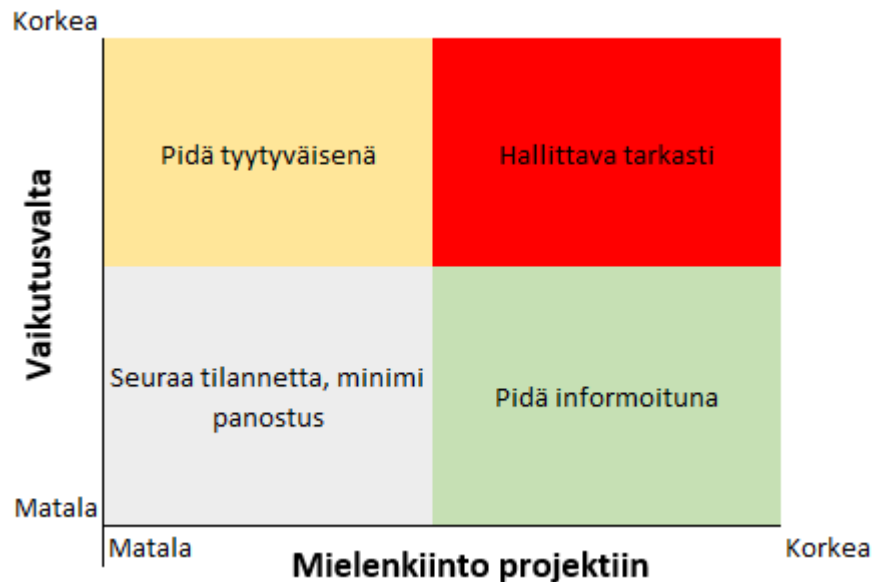 Korkea
Pidä tyytyväisenä
Hallittava tarkasti
Vaikutusvalta
Seuraa tilannetta, minimi
panostus
Pidä informoituna
Matala
Matala
Korkea
Mielenkiinto projektiin